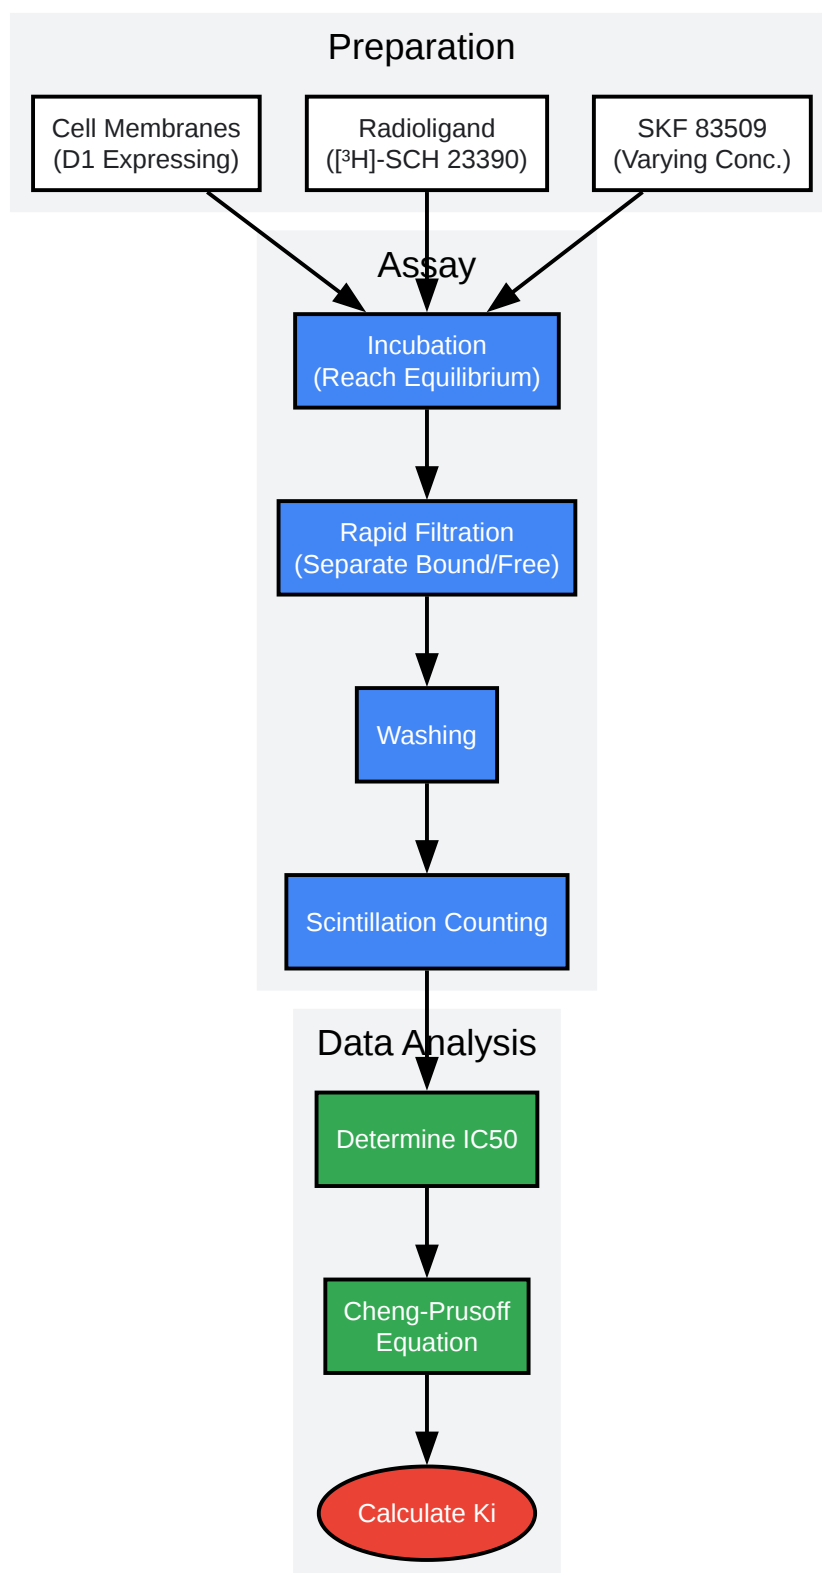 Preparation
Cell Membranes
(D1 Expressing)
Radioligand
([³H]-SCH 23390)
SKF 83509
(Varying Conc.)
Assay
Incubation
(Reach Equilibrium)
Rapid Filtration
(Separate Bound/Free)
Washing
Scintillation Counting
Data Analysis
Determine IC50
Cheng-Prusoff
Equation
Calculate Ki